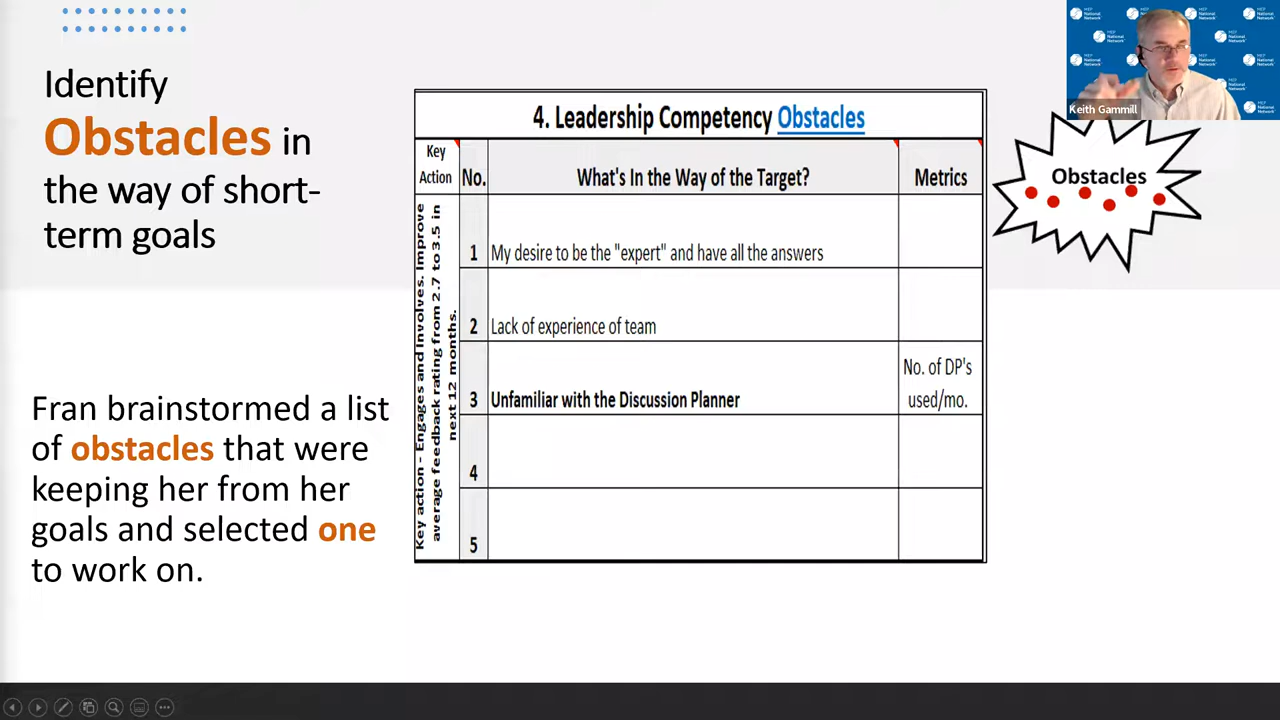 Identify
Obstacles in
the way of short-
term goals
Fran brainstormed a list
of obstacles that were
keeping her from her
goals and selected one
to work on.
4. Leadership Competency Obstacles
Key
Action
No.
What's In the Way of the Target?
Metrics
Key action - Engages and Involves. Improve
average feedback rating from 2.7 to 3.5 in
next 12 months.
1
My desire to be the "expert" and have all the answers
2
Lack of experience of team
3
Unfamiliar with the Discussion Planner
No. of DP's
used/mo.
4
5
Keith Gammill
MEP
National
Network
Obstacles